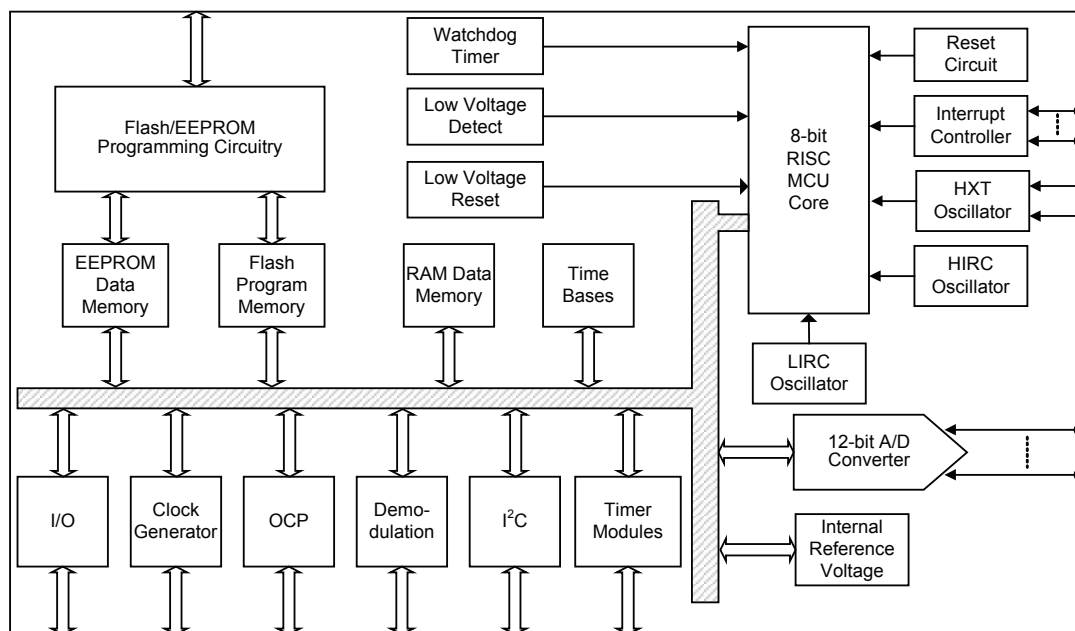 Watchdog
Timer
Reset
Circuit
Flash/EEPROM
Programming Circuitry
Low Voltage
Detect
8-bit
RISC
MCU
Core
Interrupt
Controller
Low Voltage
Reset
HXT
Oscillator
EEPROM
Data
Memory
Flash
Program
Memory
RAM Data
Memory
Time
Bases
HIRC
Oscillator
LIRC
Oscillator
12-bit A/D
Converter
I/O
Clock
Generator
OCP
Demo-
dulation
I²C
Timer
Modules
Internal
Reference
Voltage